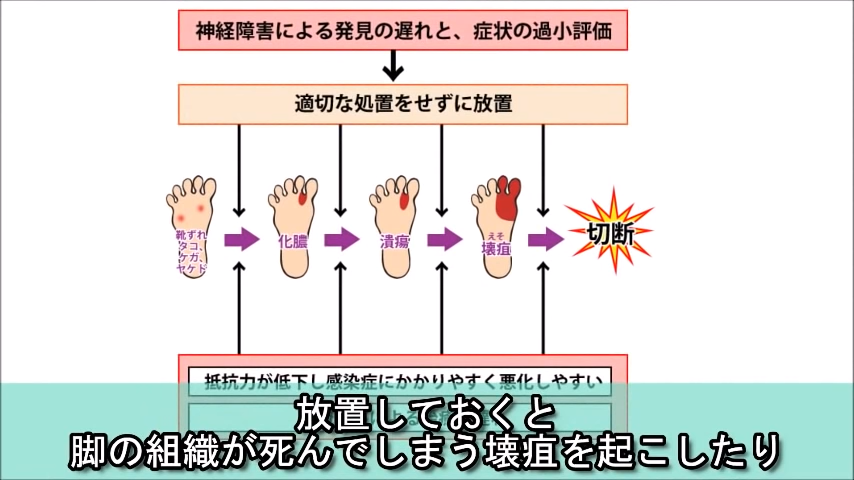 神経障害による発見の遅れと、症状の過小評価
適切な処置をせずに放置
靴ずれ
タコ、
ケガ、
ヤケド
化膿
潰瘍
えそ
壊疽
切断
抵抗力が低下し感染症にかかりやすく悪化しやすい
放置しておくと
脚の組織が死んでしまう壊疽を起こしたり